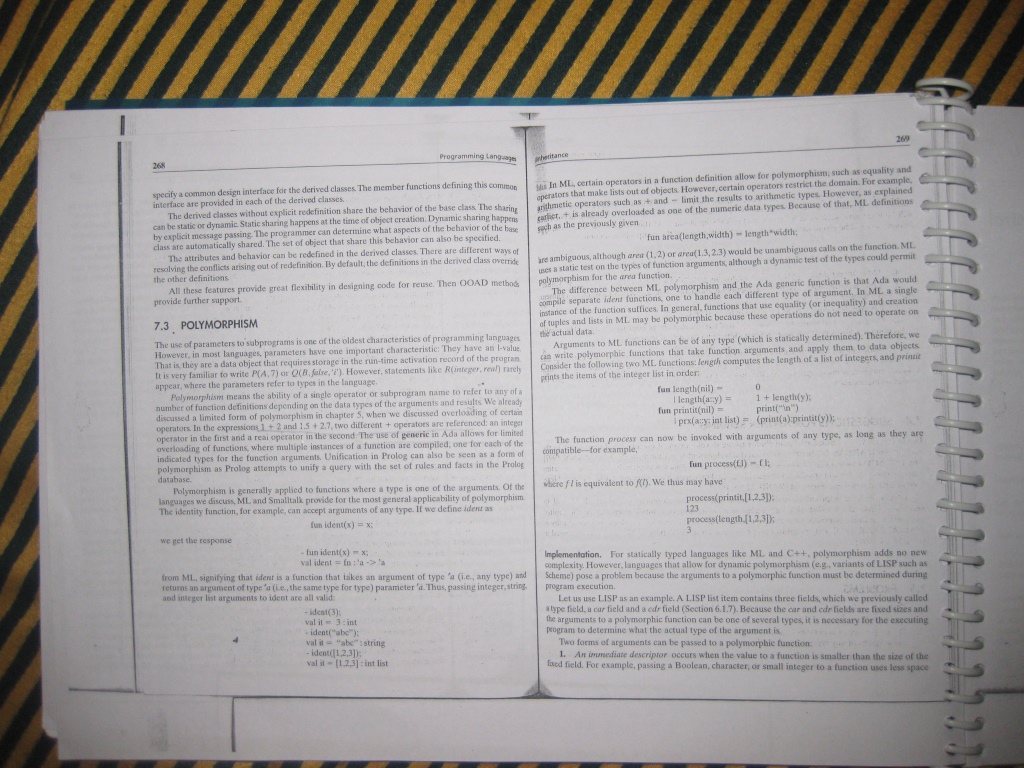 268
Programming Languages
specify a common design interface for the derived classes. The member functions defining this common
interface are provided in each of the derived classes.
The derived classes without explicit redefinition share the behavior of the base class. The sharing
can be static or dynamic. Static sharing happens at the time of object creation. Dynamic sharing happens
by explicit message passing. The programmer can determine what aspects of the behavior of the base
class are automatically shared. The set of object that share this behavior can also be specified.
The attributes and behavior can be redefined in the derived classes. There are different ways of
resolving the conflicts arising out of redefinition. By default, the definitions in the derived class override
the other definitions.
All these features provide great flexibility in designing code for reuse. Then OOAD methods
provide further support.
7.3 POLYMORPHISM
The use of parameters to subprograms is one of the oldest characteristics of programming languages.
However, in most languages, parameters have one important characteristic: They have an l-value.
That is, they are a data object that requires storage in the run-time activation record of the program.
It is very familiar to write P(A, 7) or Q(B, false, 'i'). However, statements like R(integer, real) rarely
appear, where the parameters refer to types in the language.
Polymorphism means the ability of a single operator or subprogram name to refer to any of a
number of function definitions depending on the data types of the arguments and results. We already
discussed a limited form of polymorphism in chapter 5, when we discussed overloading of certain
operators. In the expressions 1 + 2 and 1.5 + 2.7, two different + operators are referenced: an integer
operator in the first and a real operator in the second. The use of generic in Ada allows for limited
overloading of functions, where multiple instances of a function are compiled, one for each of the
indicated types for the function arguments. Unification in Prolog can also be seen as a form of
polymorphism as Prolog attempts to unify a query with the set of rules and facts in the Prolog
database.
Polymorphism is generally applied to functions where a type is one of the arguments. Of the
languages we discuss, ML and Smalltalk provide for the most general applicability of polymorphism.
The identity function, for example, can accept arguments of any type. If we define ident as
fun ident(x) = x;
we get the response
- fun ident(x) = x;
val ident = fn : 'a -> 'a
from ML, signifying that ident is a function that takes an argument of type 'a (i.e., any type) and
returns an argument of type 'a (i.e., the same type for type) parameter 'a. Thus, passing integer, string,
and integer list arguments to ident are all valid:
- ident(3);
val it = 3 : int
- ident("abc");
val it = "abc" : string
- ident([1,2,3]);
val it = [1,2,3] : int list
Inheritance
269
In ML, certain operators in a function definition allow for polymorphism, such as equality and
operators that make lists out of objects. However, certain operators restrict the domain. For example,
arithmetic operators such as + and − limit the results to arithmetic types. However, as explained
earlier, + is already overloaded as one of the numeric data types. Because of that, ML definitions
such as the previously given
fun area(length,width) = length*width;
are ambiguous, although area (1,2) or area(1.3,2.3) would be unambiguous calls on the function. ML
uses a static test on the types of function arguments, although a dynamic test of the types could permit
polymorphism for the area function.
The difference between ML polymorphism and the Ada generic function is that Ada would
compile separate ident functions, one to handle each different type of argument. In ML a single
instance of the function suffices. In general, functions that use equality (or inequality) and creation
of tuples and lists in ML may be polymorphic because these operations do not need to operate on
the actual data.
Arguments to ML functions can be of any type (which is statically determined). Therefore, we
can write polymorphic functions that take function arguments and apply them to data objects.
Consider the following two ML functions: length computes the length of a list of integers, and printit
prints the items of the integer list in order:
fun length(nil) = 0
| length(a:y) = 1 + length(y);
fun printit(nil) = print("\n")
| prx(a:y: int list) = (print(a);printit(y));
The function process can now be invoked with arguments of any type, as long as they are
compatible—for example,
fun process(f,l) = f l;
where f l is equivalent to f(l). We thus may have
process(printit,[1,2,3]);
123
process(length,[1,2,3]);
3
Implementation. For statically typed languages like ML and C++, polymorphism adds no new
complexity. However, languages that allow for dynamic polymorphism (e.g., variants of LISP such as
Scheme) pose a problem because the arguments to a polymorphic function must be determined during
program execution.
Let us use LISP as an example. A LISP list item contains three fields, which we previously called
a type field, a car field and a cdr field (Section 6.1.7). Because the car and cdr fields are fixed sizes and
the arguments to a polymorphic function can be one of several types, it is necessary for the executing
program to determine what the actual type of the argument is.
Two forms of arguments can be passed to a polymorphic function:
1. An immediate descriptor occurs when the value to a function is smaller than the size of the
fixed field. For example, passing a Boolean, character, or small integer to a function uses less space